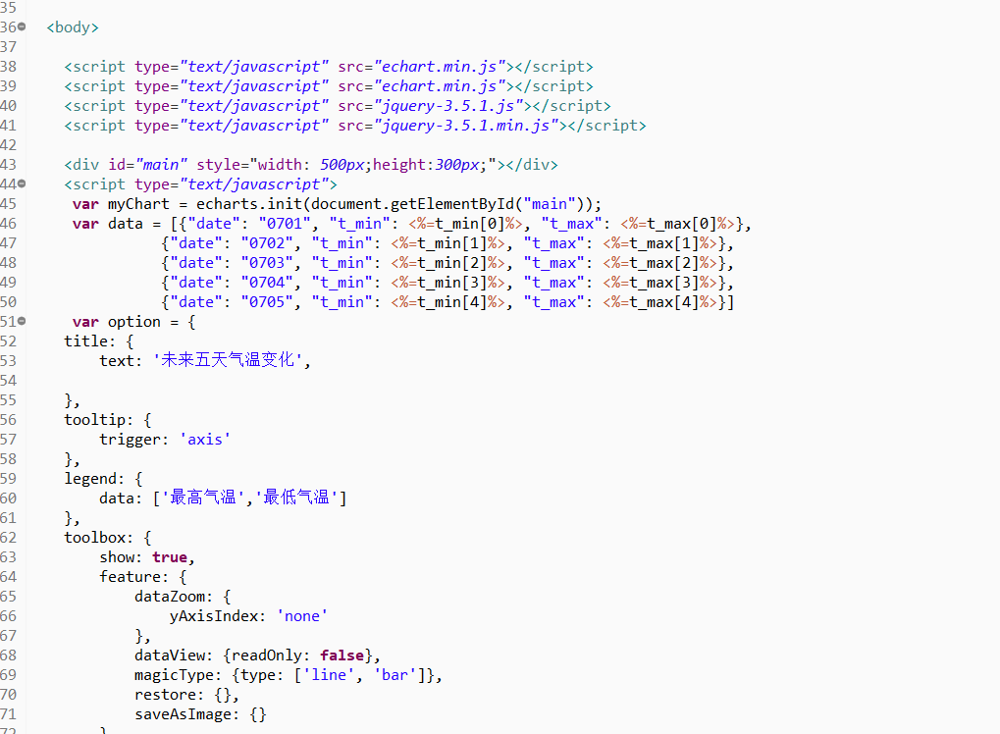 35
36 <body>
37
38 <script type="text/javascript" src="echart.min.js"></script>
39 <script type="text/javascript" src="echart.min.js"></script>
40 <script type="text/javascript" src="jquery-3.5.1.js"></script>
41 <script type="text/javascript" src="jquery-3.5.1.min.js"></script>
42
43 <div id="main" style="width: 500px;height:300px;"></div>
44 <script type="text/javascript">
45 var myChart = echarts.init(document.getElementById("main"));
46 var data = [{"date": "0701", "t_min": <%=t_min[0]%>, "t_max": <%=t_max[0]%>},
47 {"date": "0702", "t_min": <%=t_min[1]%>, "t_max": <%=t_max[1]%>},
48 {"date": "0703", "t_min": <%=t_min[2]%>, "t_max": <%=t_max[2]%>},
49 {"date": "0704", "t_min": <%=t_min[3]%>, "t_max": <%=t_max[3]%>},
50 {"date": "0705", "t_min": <%=t_min[4]%>, "t_max": <%=t_max[4]%>}]
51 var option = {
52 title: {
53 text: '未来五天气温变化',
54
55 },
56 tooltip: {
57 trigger: 'axis'
58 },
59 legend: {
60 data: ['最高气温','最低气温']
61 },
62 toolbox: {
63 show: true,
64 feature: {
65 dataZoom: {
66 yAxisIndex: 'none'
67 },
68 dataView: {readOnly: false},
69 magicType: {type: ['line', 'bar']},
70 restore: {},
71 saveAsImage: {}
72 }